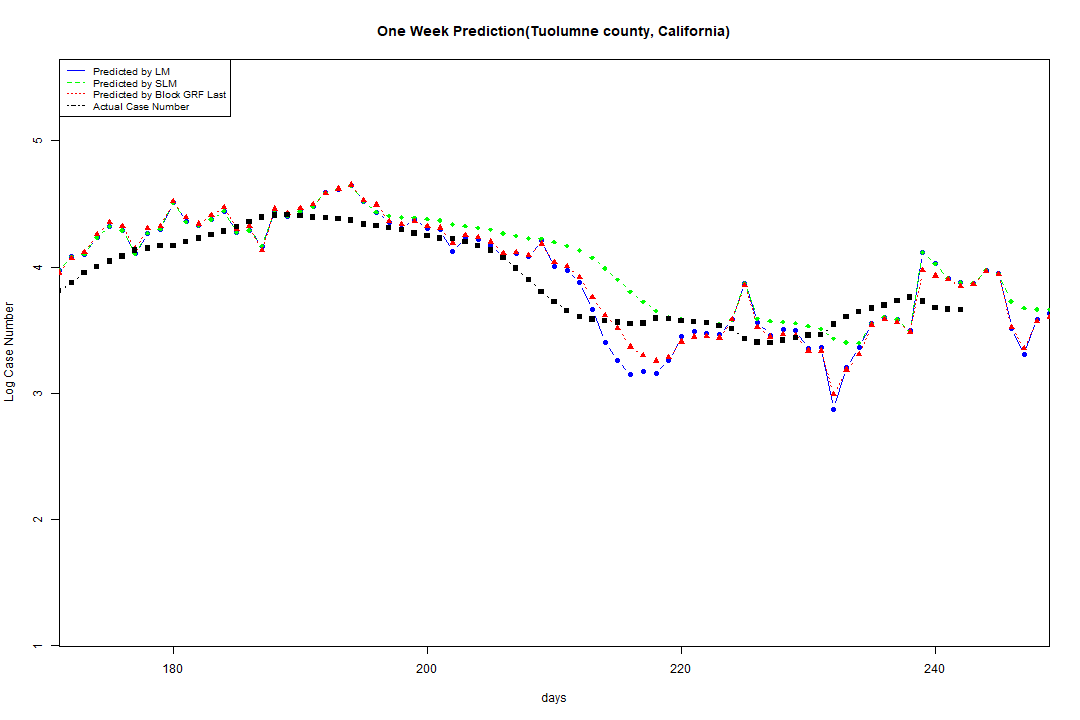 One Week Prediction(Tuolumne county, California)
Predicted by LM
Predicted by SLM
Predicted by Block GRF Last
Actual Case Number
5
4
3
2
1
Log Case Number
180 200 220 240
days